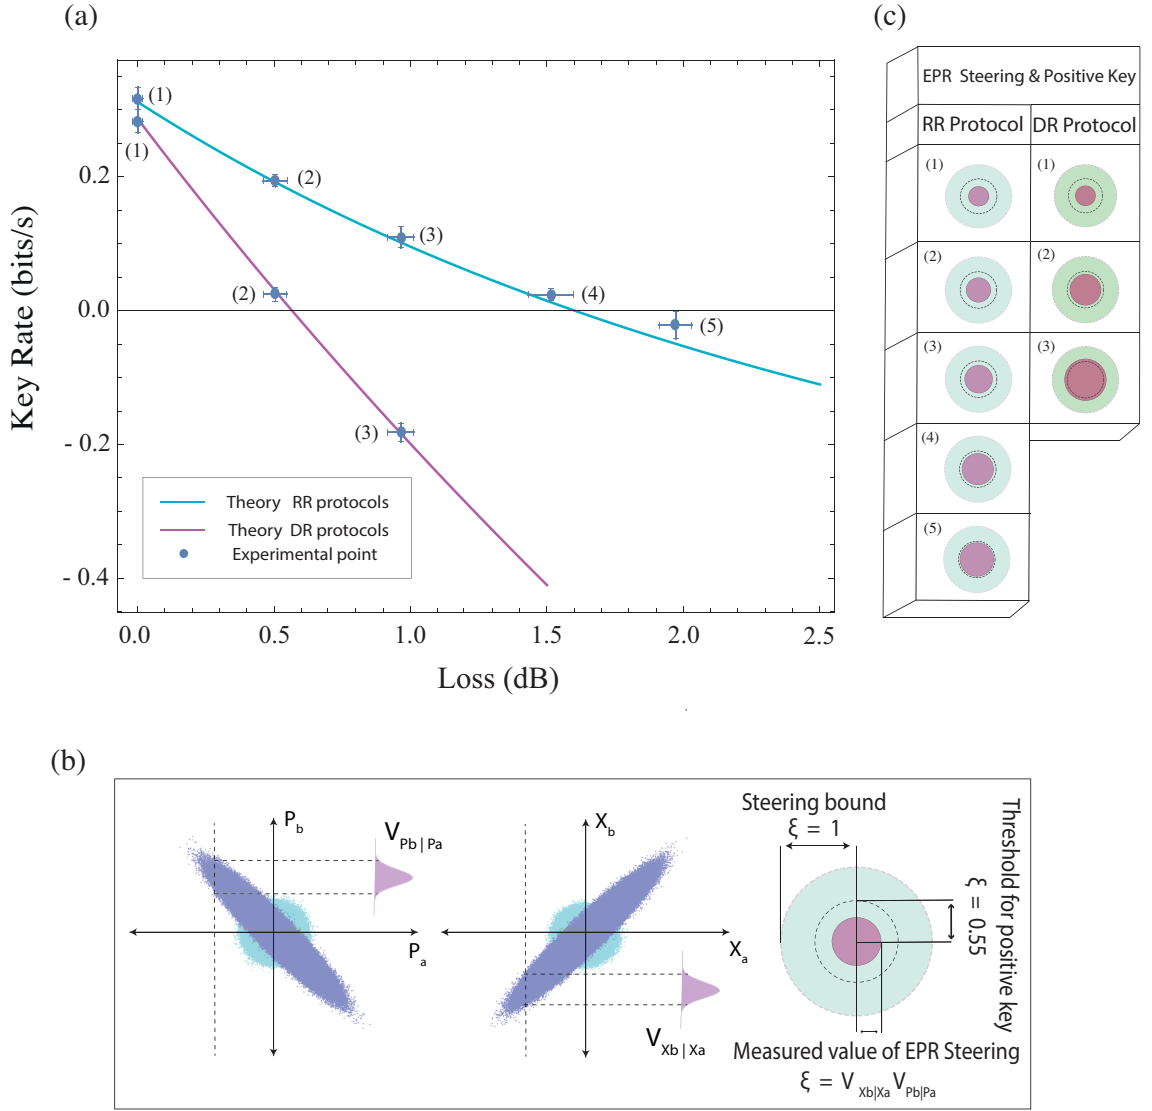 (a)
Key Rate (bits/s)
0.2
0.0
- 0.2
- 0.4
(1)
(1)
(2)
(3)
(4)
(5)
(2)
(3)
Theory RR protocols
Theory DR protocols
Experimental point
0.0 0.5 1.0 1.5 2.0 2.5
Loss (dB)
(c)
EPR Steering & Positive Key
RR Protocol DR Protocol
(1) (1)
(2) (2)
(3) (3)
(4)
(5)
(b)
P_b
V_Pb|Pa
P_a
X_b
X_a
V_Xb|Xa
Steering bound
ξ = 1
Threshold for positive key
ξ = 0.55
Measured value of EPR Steering
ξ = V_Xb|Xa V_Pb|Pa